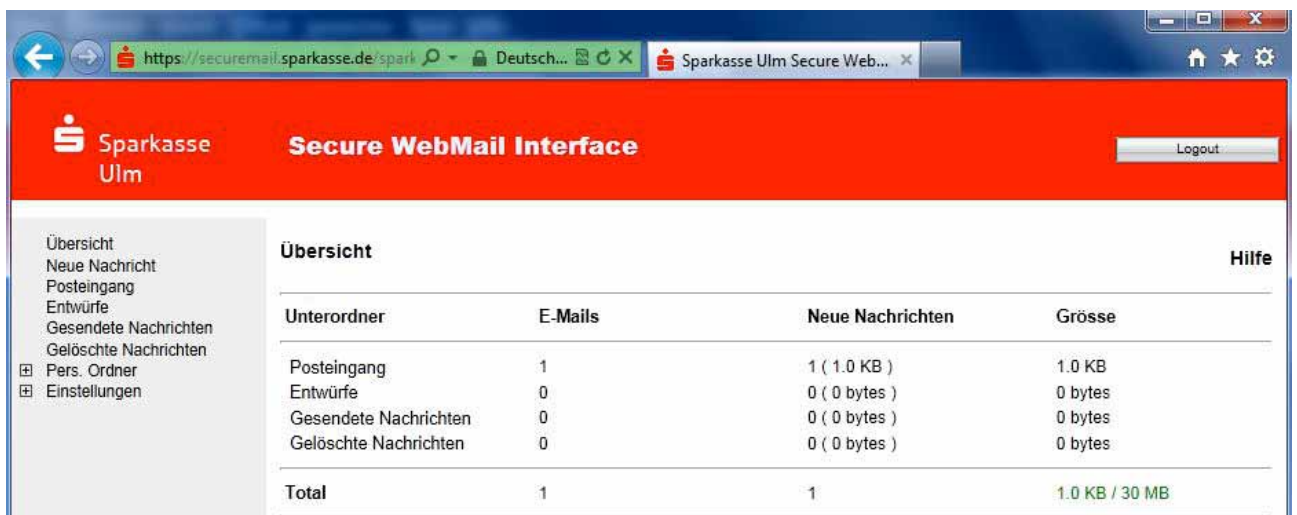 https://securemail.sparkasse.de/spark Deutsch... Sparkasse Ulm Secure Web...
Sparkasse
Ulm
Secure WebMail Interface
Logout
Übersicht
Neue Nachricht
Posteingang
Entwürfe
Gesendete Nachrichten
Gelöschte Nachrichten
Pers. Ordner
Einstellungen
Übersicht
Hilfe
Unterordner E-Mails Neue Nachrichten Grösse
Posteingang 1 1 ( 1.0 KB ) 1.0 KB
Entwürfe 0 0 ( 0 bytes ) 0 bytes
Gesendete Nachrichten 0 0 ( 0 bytes ) 0 bytes
Gelöschte Nachrichten 0 0 ( 0 bytes ) 0 bytes
Total 1 1 1.0 KB / 30 MB